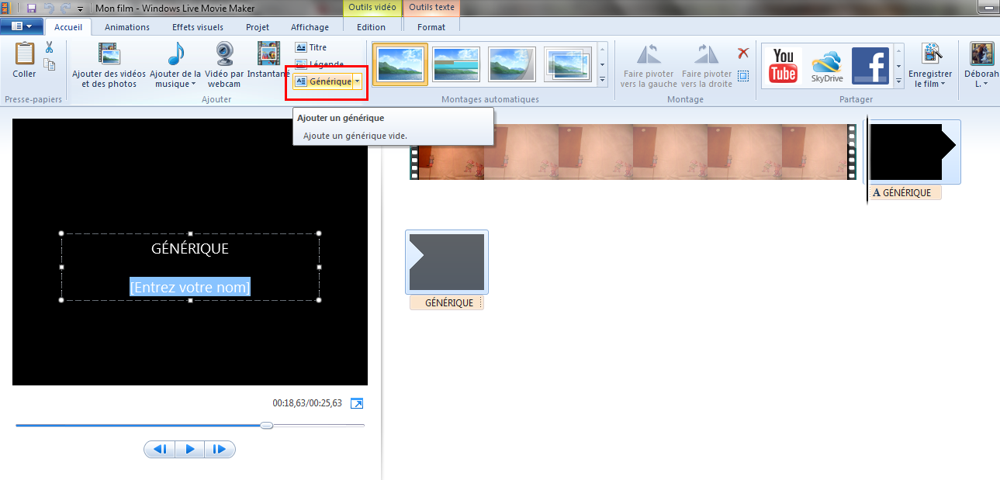 Mon film - Windows Live Movie Maker
Outils vidéo
Outils texte
Accueil
Animations
Effets visuels
Projet
Affichage
Edition
Format
Coller
Presse-papiers
Ajouter des vidéos
et des photos
Ajouter de la
musique
Vidéo par
webcam
Instantané
Titre
Légende
Générique
Ajouter
Montages automatiques
Faire pivoter
vers la gauche
Faire pivoter
vers la droite
Montage
You
Tube
SkyDrive
f
Partager
Enregistrer
le film
Déborah
L.
Ajouter un générique
Ajoute un générique vide.
GÉNÉRIQUE
[Entrez votre nom]
A GÉNÉRIQUE
GÉNÉRIQUE
00:18,63/00:25,63